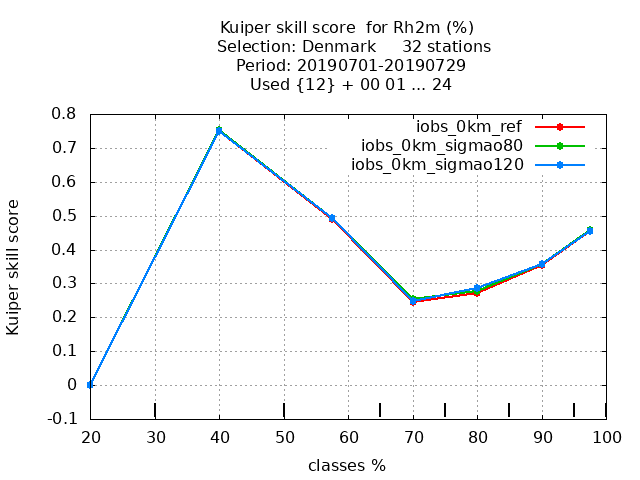 Kuiper skill score  for Rh2m (%)
Selection: Denmark     32 stations
Period: 20190701-20190729
Used {12} + 00 01 ... 24
iobs_0km_ref
iobs_0km_sigmao80
iobs_0km_sigmao120
Kuiper skill score
0.8
0.7
0.6
0.5
0.4
0.3
0.2
0.1
0
-0.1
20 30 40 50 60 70 80 90 100
classes %